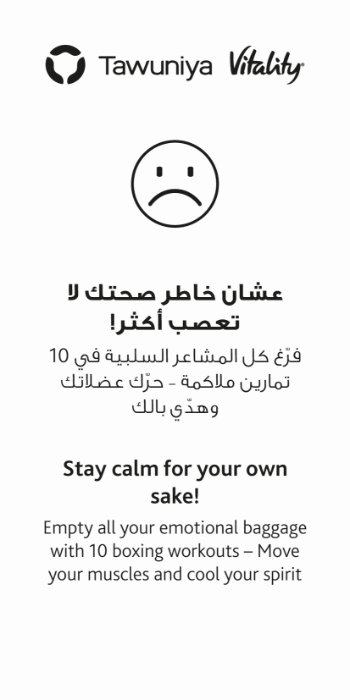 Tawuniya Vitality
عشان خاطر صحتك لا
تعصب أكثر!
فرّغ كل المشاعر السلبية في 10
تمارين ملاكمة - حرّك عضلاتك
وهدّي بالك
Stay calm for your own
sake!
Empty all your emotional baggage
with 10 boxing workouts – Move
your muscles and cool your spirit